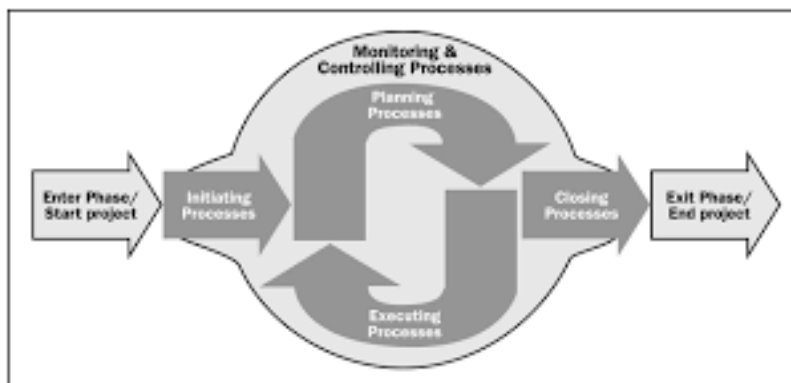 Monitoring &
Controlling Processes
Planning
Processes
Enter Phase/
Start project
Initiating
Processes
Closing
Processes
Exit Phase/
End project
Executing
Processes